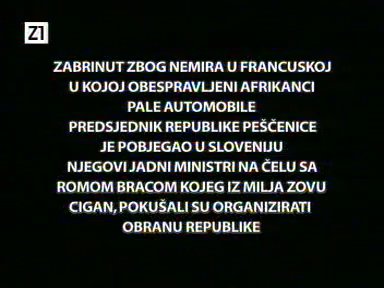 Z1
ZABRINUT ZBOG NEMIRA U FRANCUSKOJ
U KOJOJ OBESPRAVLJENI AFRIKANCI
PALE AUTOMOBILE
PREDSJEDNIK REPUBLIKE PEŠČENICE
JE POBJEGAO U SLOVENIJU
NJEGOVI JADNI MINISTRI NA ČELU SA
ROMOM BRACOM KOJEG IZ MILJA ZOVU
CIGAN, POKUŠALI SU ORGANIZIRATI
OBRANU REPUBLIKE